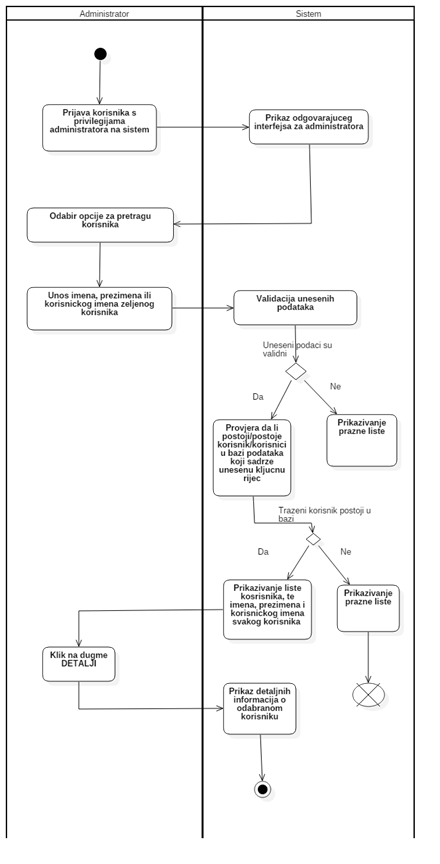 Administrator
Sistem
Prijava korisnika s
privilegijama
administratora na sistem
Prikaz odgovarajuceg
interfejsa za administratora
Odabir opcije za pretragu
korisnika
Unos imena, prezimena ili
korisnickog imena zeljenog
korisnika
Validacija unesenih
podataka
Uneseni podaci su
validni
Da
Ne
Provjera da li
postoji/postoje
korisnik/korisnici
u bazi podataka
koji sadrze
unesenu kljucnu
rijec
Prikazivanje
prazne liste
Trazeni korisnik postoji u
bazi
Da
Ne
Prikazivanje liste
kosrisnika, te
imena, prezimena i
korisnickog imena
svakog korisnika
Prikazivanje
prazne liste
Klik na dugme
DETALJI
Prikaz detaljnih
informacija o
odabranom
korisniku